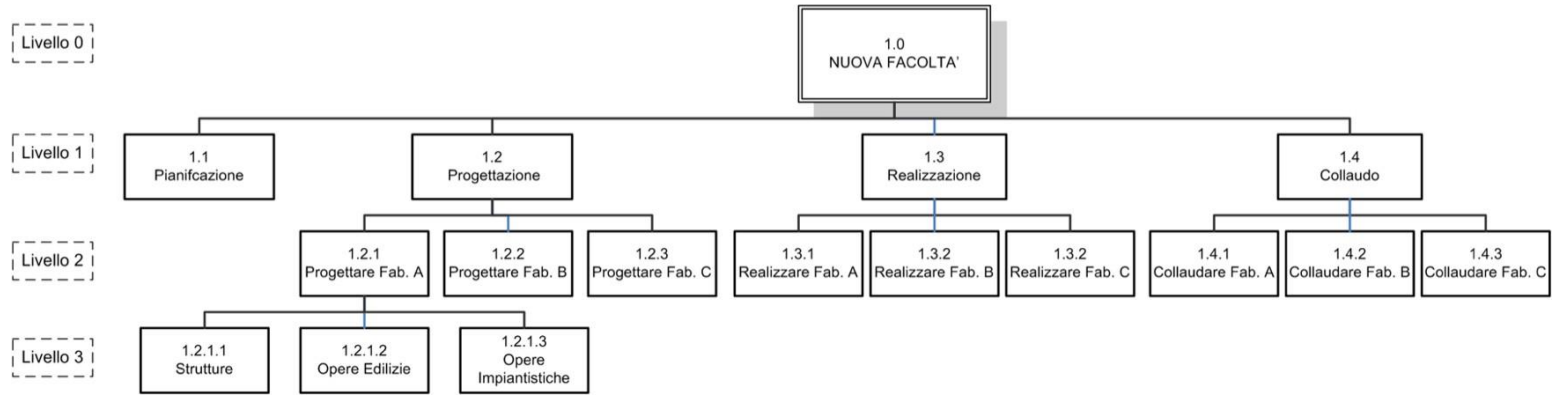 Livello 0
1.0
NUOVA FACOLTA'
Livello 1
1.1
Pianifcazione
1.2
Progettazione
1.3
Realizzazione
1.4
Collaudo
Livello 2
1.2.1
Progettare Fab. A
1.2.2
Progettare Fab. B
1.2.3
Progettare Fab. C
1.3.1
Realizzare Fab. A
1.3.2
Realizzare Fab. B
1.3.2
Realizzare Fab. C
1.4.1
Collaudare Fab. A
1.4.2
Collaudare Fab. B
1.4.3
Collaudare Fab. C
Livello 3
1.2.1.1
Strutture
1.2.1.2
Opere Edilizie
1.2.1.3
Opere
Impiantistiche